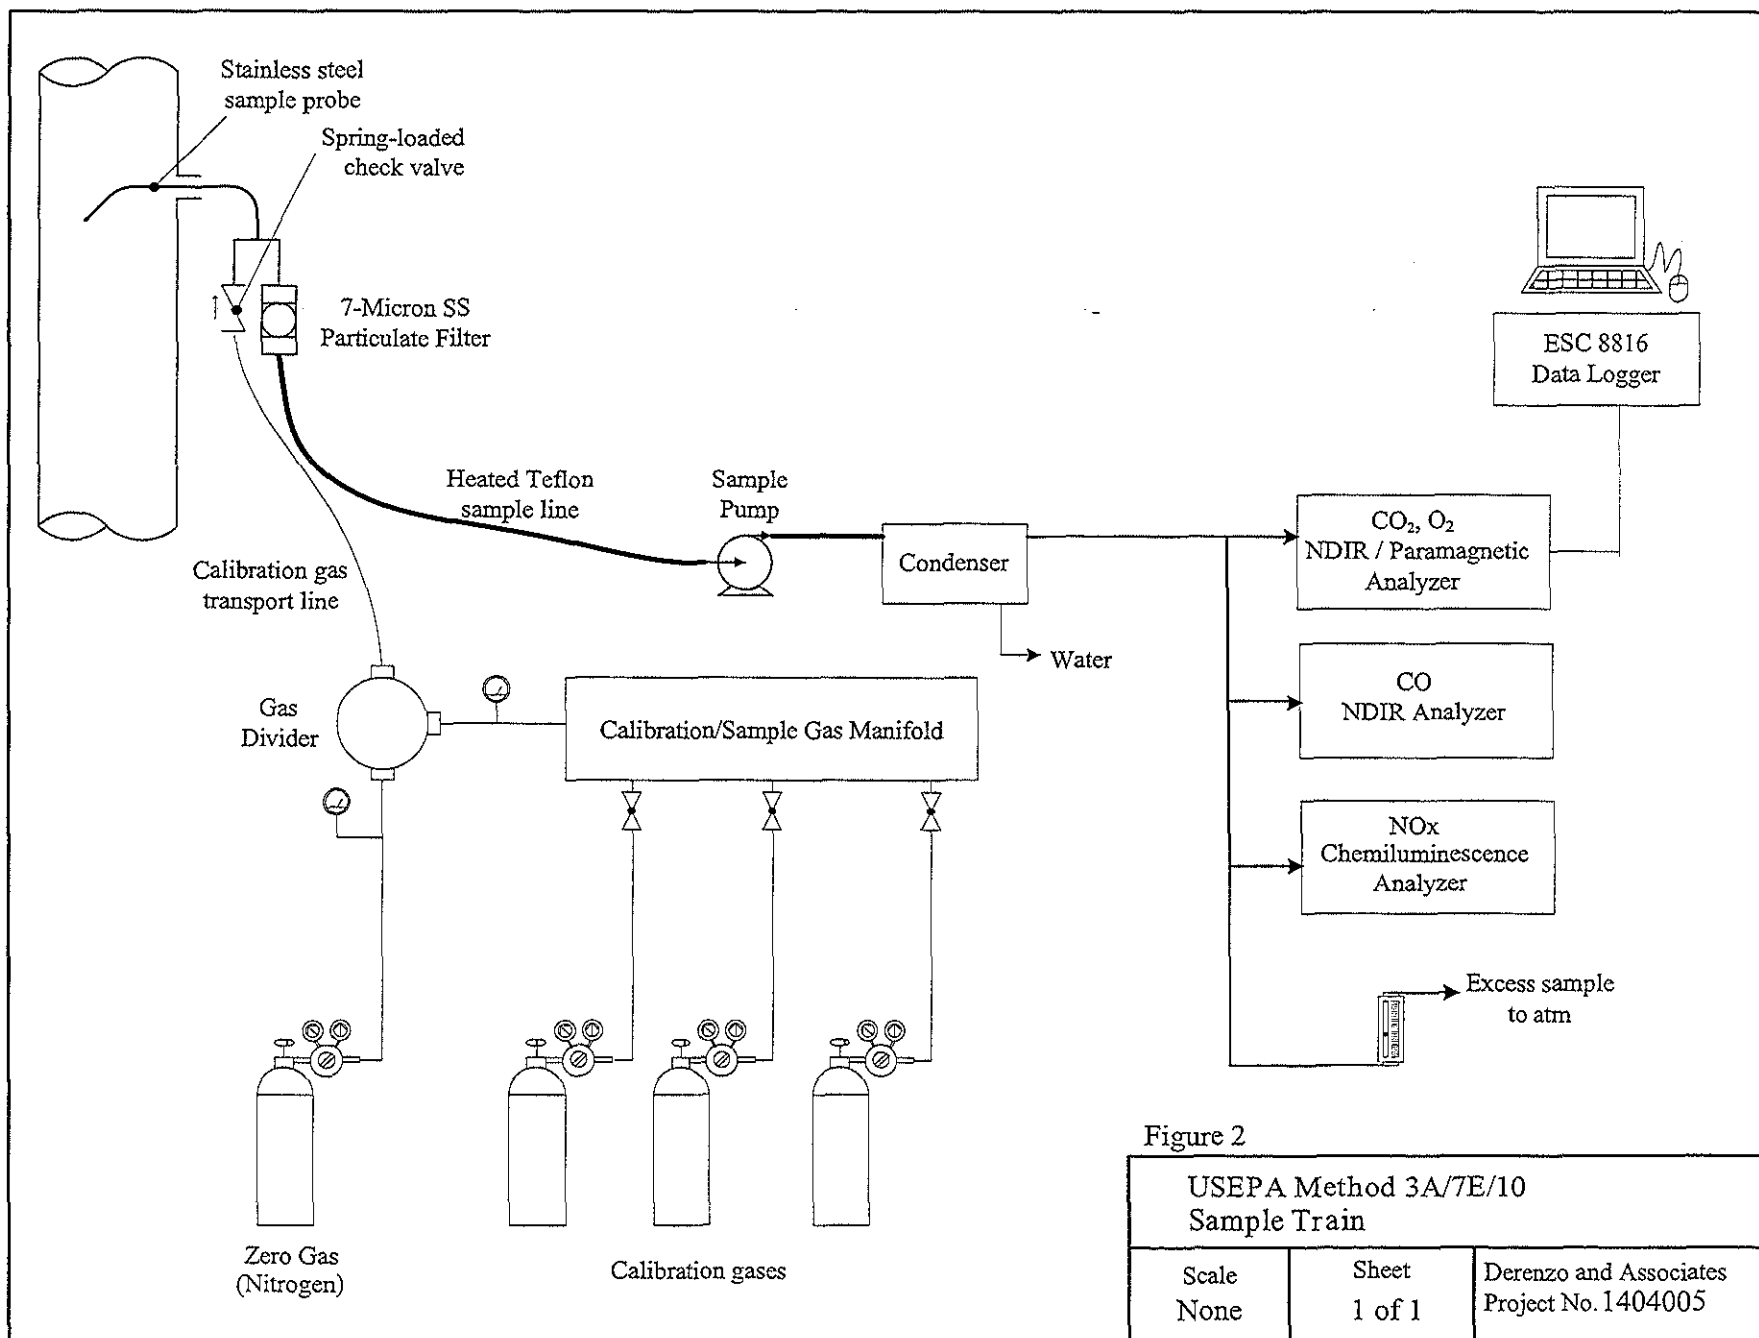 Stainless steel
sample probe
Spring-loaded
check valve
7-Micron SS
Particulate Filter
ESC 8816
Data Logger
Heated Teflon
sample line
Sample
Pump
Condenser
CO₂, O₂
NDIR / Paramagnetic
Analyzer
Calibration gas
transport line
Water
CO
NDIR Analyzer
Gas
Divider
Calibration/Sample Gas Manifold
NOx
Chemiluminescence
Analyzer
Excess sample
to atm
Zero Gas
(Nitrogen)
Calibration gases
Figure 2
USEPA Method 3A/7E/10
Sample Train
Scale
None
Sheet
1 of 1
Derenzo and Associates
Project No. 1404005